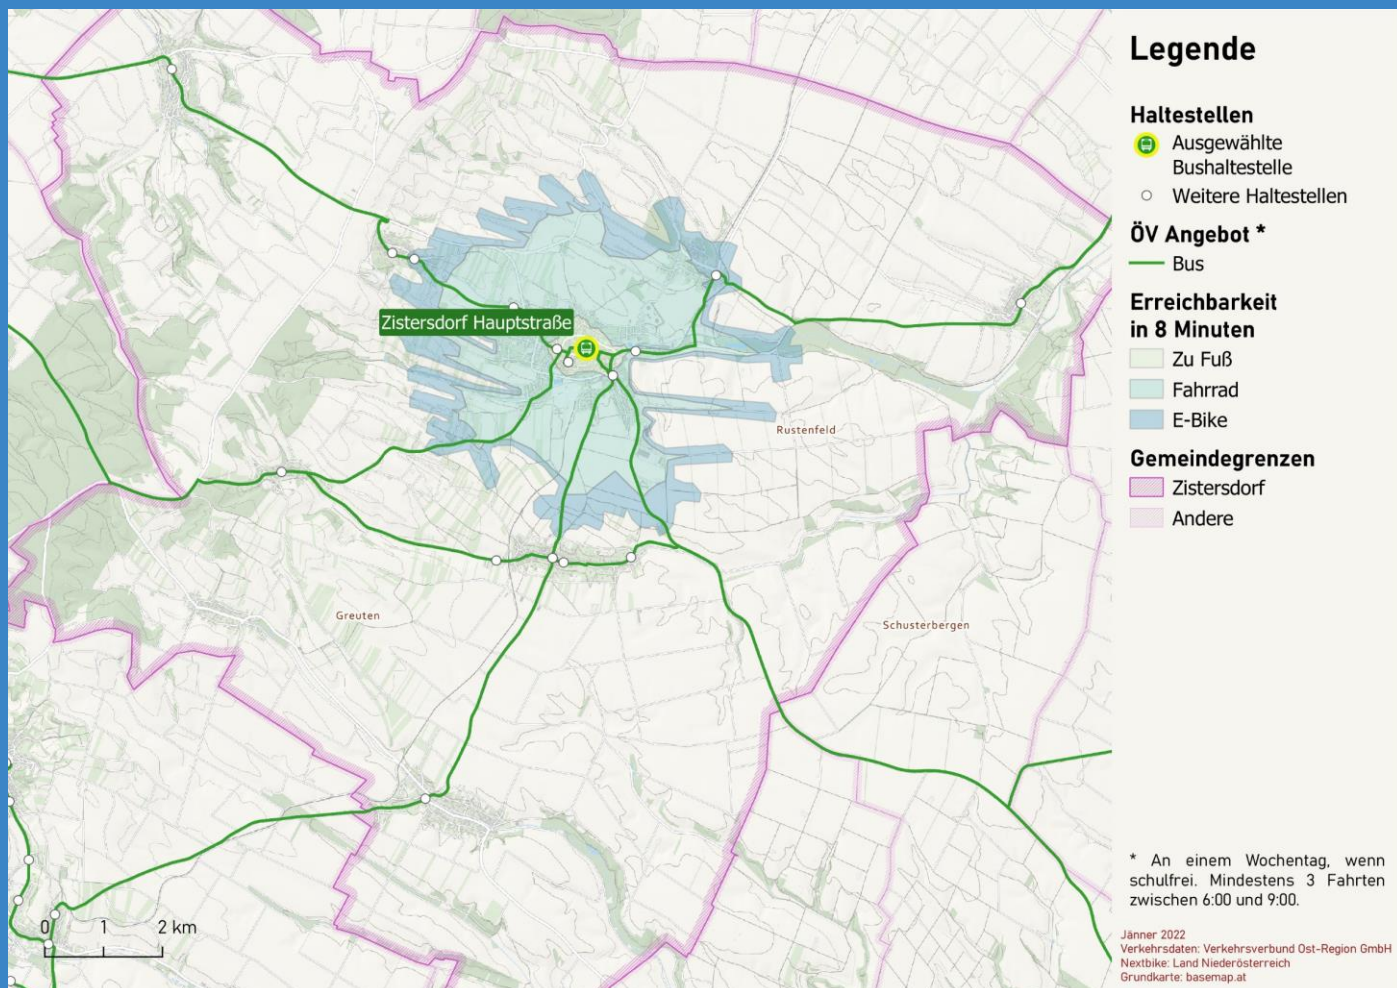 Legende
Haltestellen
Ausgewählte
Bushaltestelle
Weitere Haltestellen
ÖV Angebot *
Bus
Erreichbarkeit
in 8 Minuten
Zu Fuß
Fahrrad
E-Bike
Gemeindegrenzen
Zistersdorf
Andere
Zistersdorf Hauptstraße
Rustenfeld
Greuten
Schusterbergen
0 1 2 km
* An einem Wochentag, wenn
schulfrei. Mindestens 3 Fahrten
zwischen 6:00 und 9:00.
Jänner 2022
Verkehrsdaten: Verkehrsverbund Ost-Region GmbH
Nextbike: Land Niederösterreich
Grundkarte: basemap.at